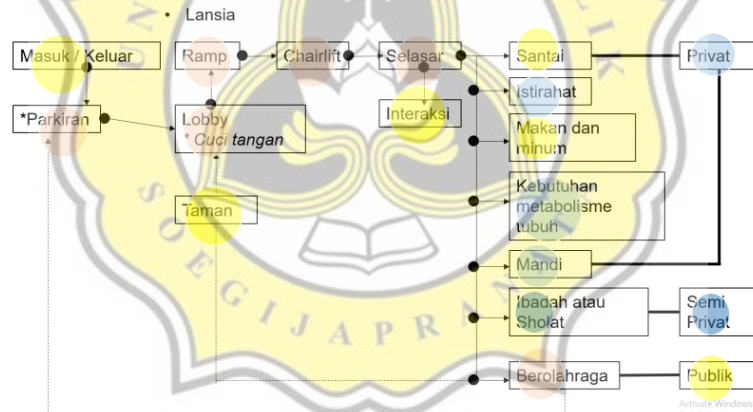 • Lansia
Masuk / Keluar
Ramp
Chairlift
Selasar
Santai
Privat
Istirahat
*Parkiran
Lobby
* Cuci tangan
Interaksi
Makan dan
minum
Taman
Kebutuhan
metabolisme
tubuh
Mandi
Ibadah atau
Sholat
Semi
Privat
Berolahraga
Publik
SOEGIJAPRANATA
Activate Windows